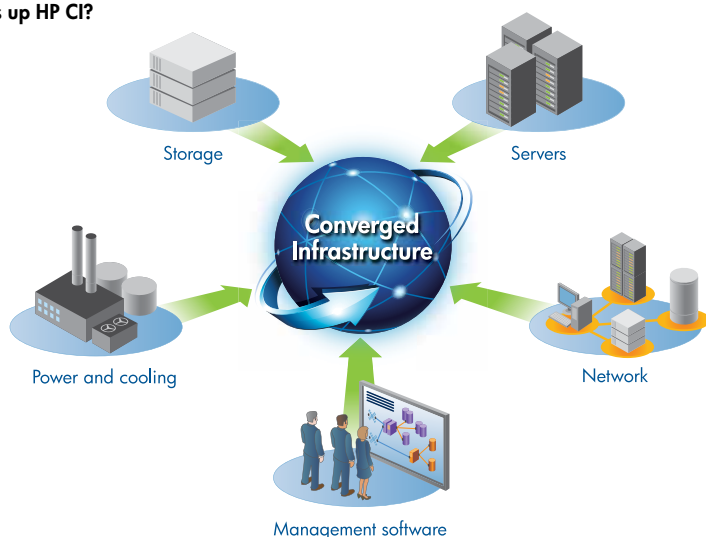 up HP CI?
Storage
Servers
Converged
Infrastructure
Power and cooling
Network
Management software